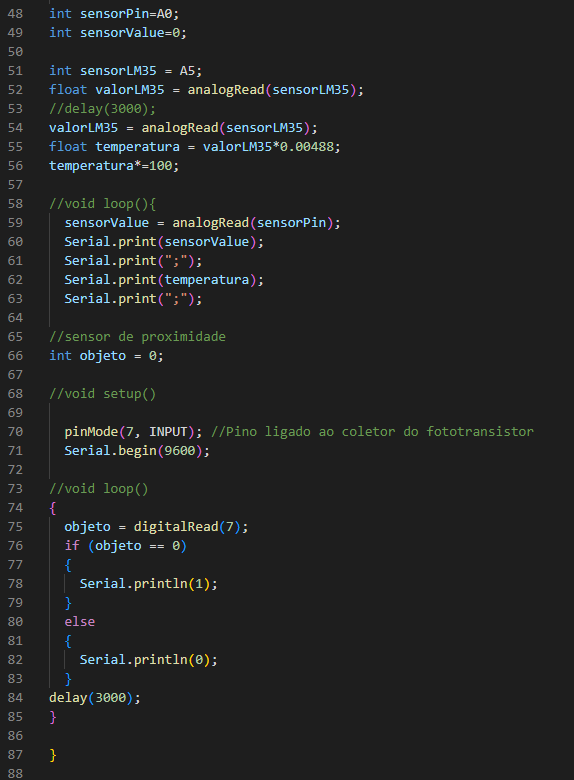 48 int sensorPin=A0;
49 int sensorValue=0;
50
51 int sensorLM35 = A5;
52 float valorLM35 = analogRead(sensorLM35);
53 //delay(3000);
54 valorLM35 = analogRead(sensorLM35);
55 float temperatura = valorLM35*0.00488;
56 temperatura*=100;
57
58 //void loop(){
59   sensorValue = analogRead(sensorPin);
60   Serial.print(sensorValue);
61   Serial.print(";");
62   Serial.print(temperatura);
63   Serial.print(";");
64
65 //sensor de proximidade
66 int objeto = 0;
67
68 //void setup()
69
70   pinMode(7, INPUT); //Pino ligado ao coletor do fototransistor
71   Serial.begin(9600);
72
73 //void loop()
74 {
75   objeto = digitalRead(7);
76   if (objeto == 0)
77   {
78     Serial.println(1);
79   }
80   else
81   {
82     Serial.println(0);
83   }
84 delay(3000);
85 }
86
87 }
88